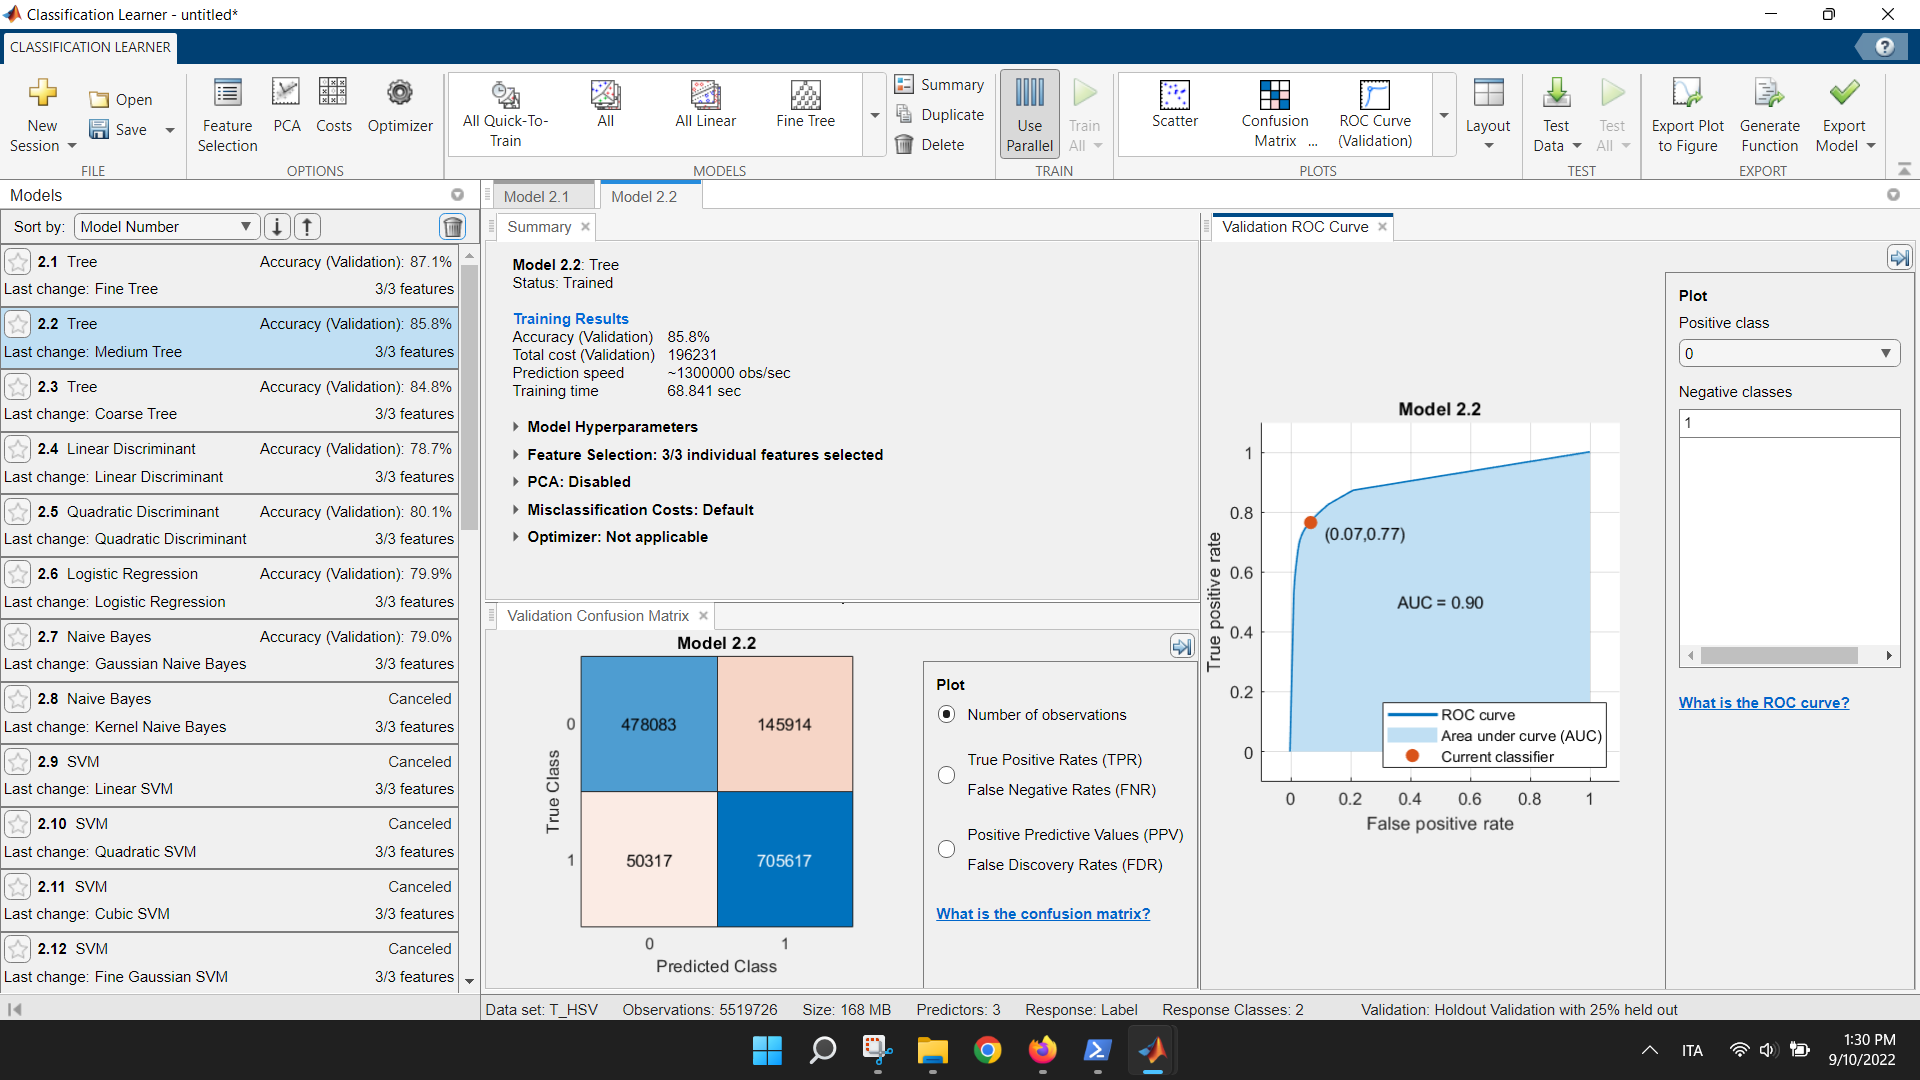 Classification Learner - untitled*
CLASSIFICATION LEARNER
New Session
Open
Save
FILE
Feature Selection
PCA
Costs
Optimizer
OPTIONS
All Quick-To-Train
All
All Linear
Fine Tree
Summary
Duplicate
Delete
MODELS
Use Parallel
Train All
TRAIN
Scatter
Confusion Matrix ...
ROC Curve (Validation)
PLOTS
Layout
Test Data
Test All
TEST
Export Plot to Figure
Generate Function
Export Model
EXPORT
Models
Sort by: Model Number
2.1 Tree Accuracy (Validation): 87.1%
Last change: Fine Tree 3/3 features
2.2 Tree Accuracy (Validation): 85.8%
Last change: Medium Tree 3/3 features
2.3 Tree Accuracy (Validation): 84.8%
Last change: Coarse Tree 3/3 features
2.4 Linear Discriminant Accuracy (Validation): 78.7%
Last change: Linear Discriminant 3/3 features
2.5 Quadratic Discriminant Accuracy (Validation): 80.1%
Last change: Quadratic Discriminant 3/3 features
2.6 Logistic Regression Accuracy (Validation): 79.9%
Last change: Logistic Regression 3/3 features
2.7 Naive Bayes Accuracy (Validation): 79.0%
Last change: Gaussian Naive Bayes 3/3 features
2.8 Naive Bayes Canceled
Last change: Kernel Naive Bayes 3/3 features
2.9 SVM Canceled
Last change: Linear SVM 3/3 features
2.10 SVM Canceled
Last change: Quadratic SVM 3/3 features
2.11 SVM Canceled
Last change: Cubic SVM 3/3 features
2.12 SVM Canceled
Last change: Fine Gaussian SVM 3/3 features
Model 2.1
Model 2.2
Summary
Model 2.2: Tree
Status: Trained
Training Results
Accuracy (Validation) 85.8%
Total cost (Validation) 196231
Prediction speed ~1300000 obs/sec
Training time 68.841 sec
Model Hyperparameters
Feature Selection: 3/3 individual features selected
PCA: Disabled
Misclassification Costs: Default
Optimizer: Not applicable
Validation Confusion Matrix
Model 2.2
True Class
0 478083 145914
1 50317 705617
0 1
Predicted Class
Plot
Number of observations
True Positive Rates (TPR)
False Negative Rates (FNR)
Positive Predictive Values (PPV)
False Discovery Rates (FDR)
What is the confusion matrix?
Validation ROC Curve
Model 2.2
True positive rate
1
0.8
0.6
0.4
0.2
0
(0.07,0.77)
AUC = 0.90
ROC curve
Area under curve (AUC)
Current classifier
0 0.2 0.4 0.6 0.8 1
False positive rate
Plot
Positive class
0
Negative classes
1
What is the ROC curve?
Data set: T_HSV Observations: 5519726 Size: 168 MB Predictors: 3 Response: Label Response Classes: 2 Validation: Holdout Validation with 25% held out
ITA
1:30 PM
9/10/2022